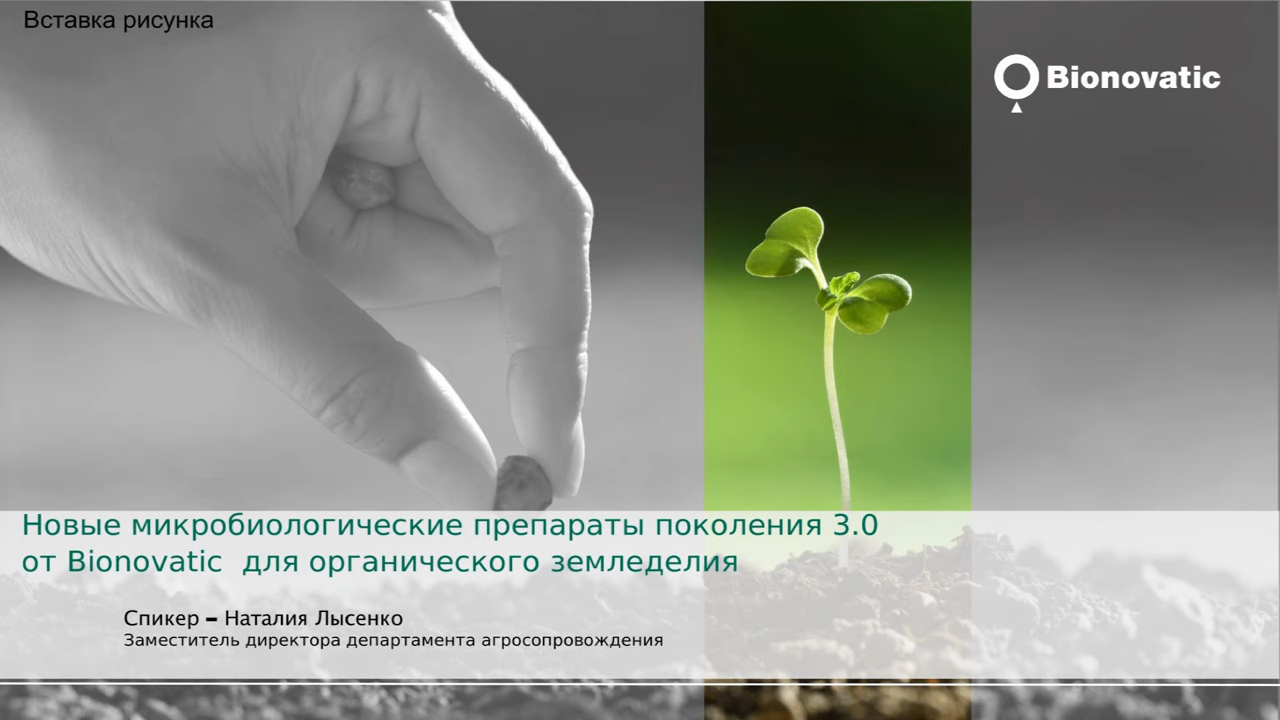 Вставка рисунка
Bionovatic
Новые микробиологические препараты поколения 3.0
от Bionovatic для органического земледелия
Спикер – Наталия Лысенко
Заместитель директора департамента агросопровождения